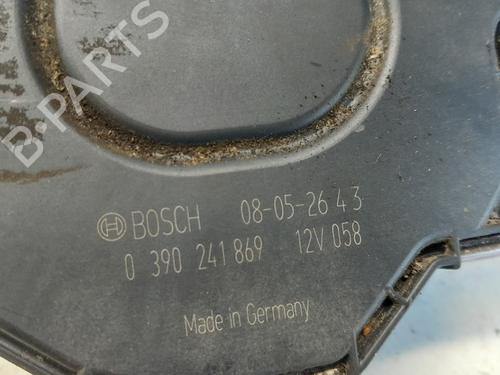 B-PARTS
BOSCH 08-05-26 43
0 390 241 869 12V 058
Made in Germany